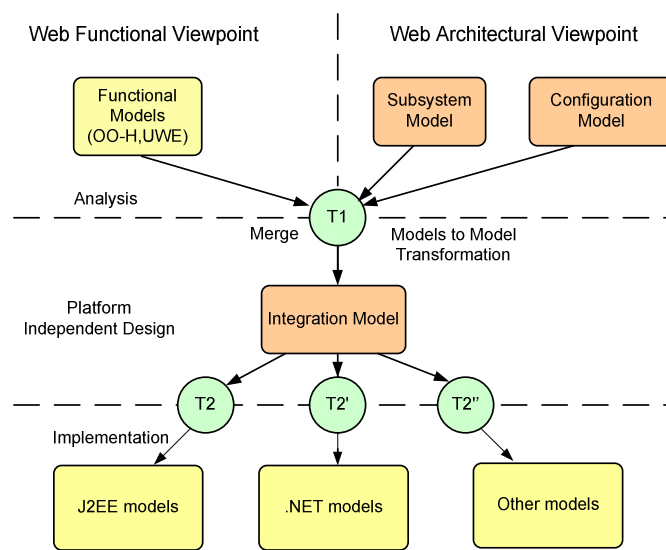 Web Functional Viewpoint
Web Architectural Viewpoint
Functional
Models
(OO-H,UWE)
Subsystem
Model
Configuration
Model
Analysis
T1
Merge
Models to Model
Transformation
Platform
Independent Design
Integration Model
T2
T2'
T2''
Implementation
J2EE models
.NET models
Other models